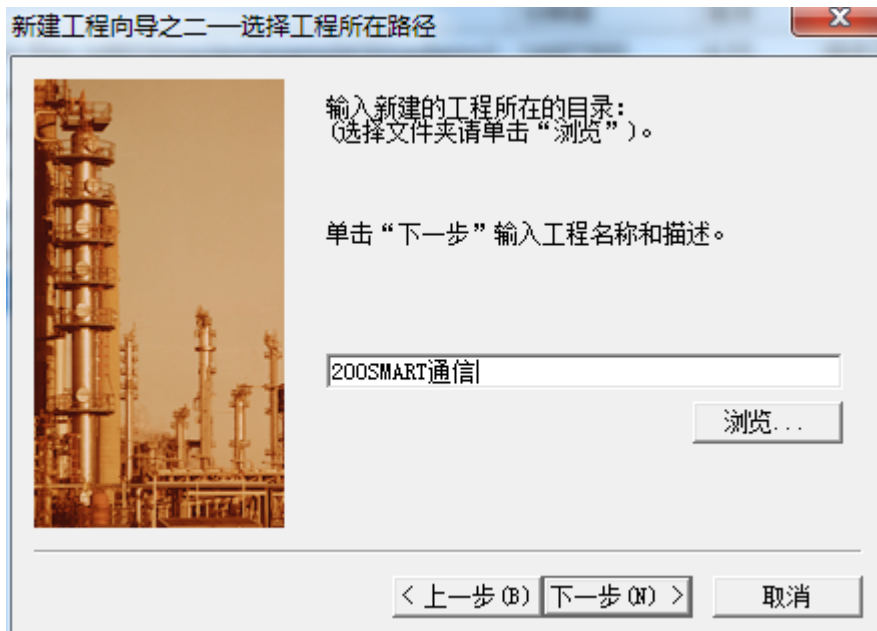 新建工程向导之二——选择工程所在路径
输入新建的工程所在的目录：
(选择文件夹请单击“浏览”)。
单击“下一步”输入工程名称和描述。
200SMART通信
浏览...
< 上一步(B)
下一步(N) >
取消